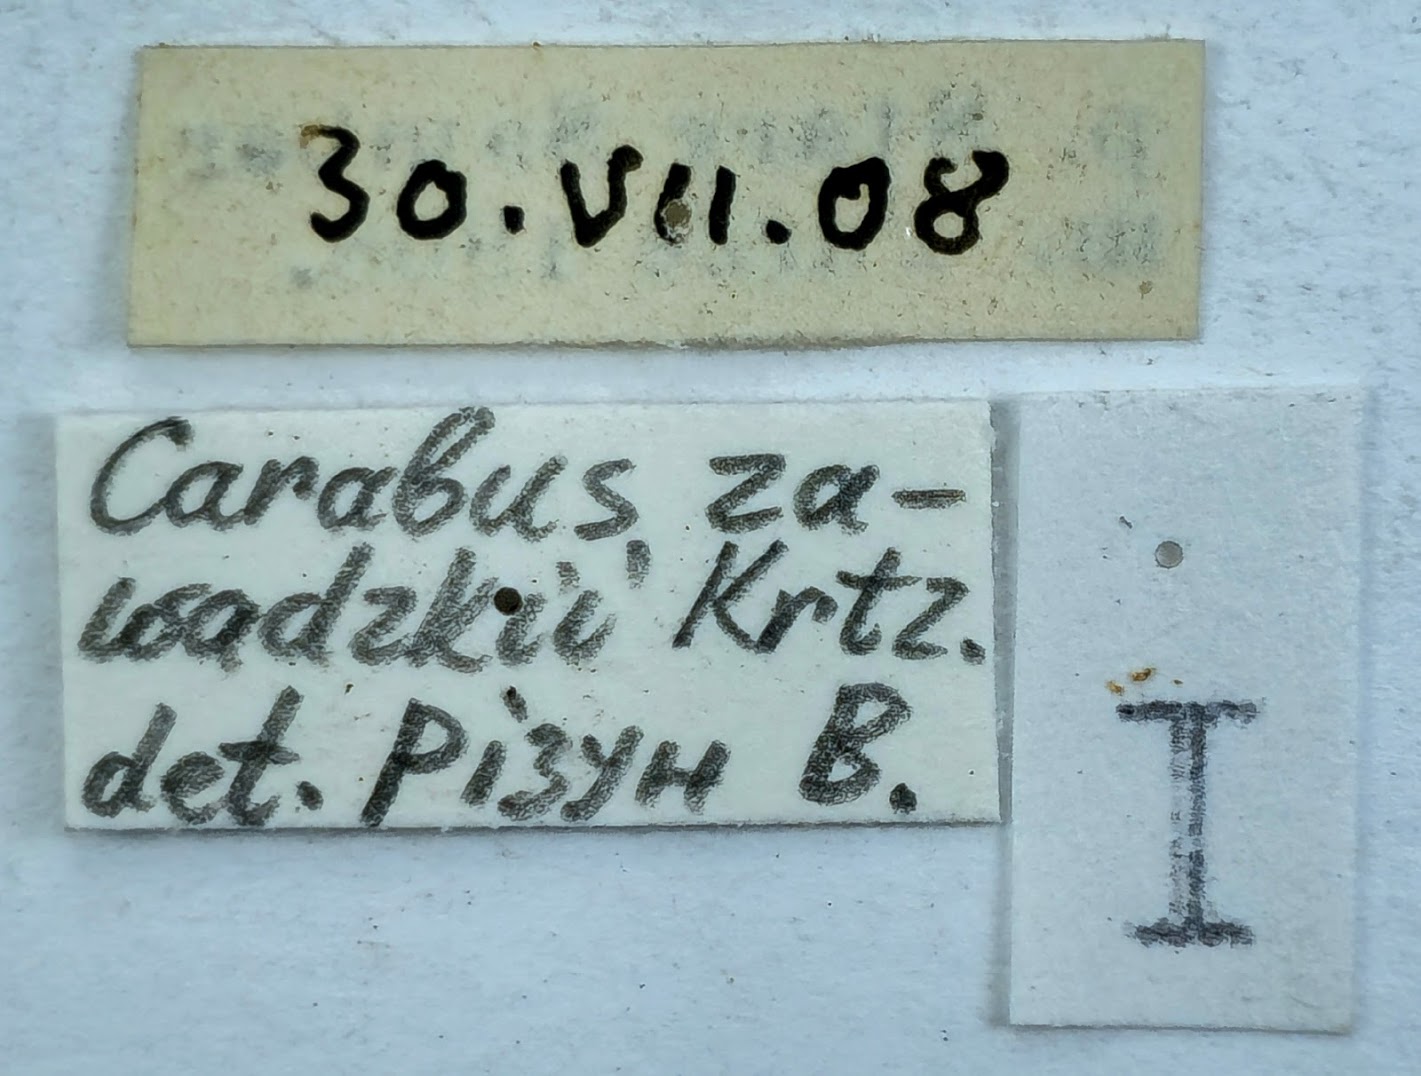 30.VII.08
Carabus za-
wadzkii Krtz.
det. Різун В.
I